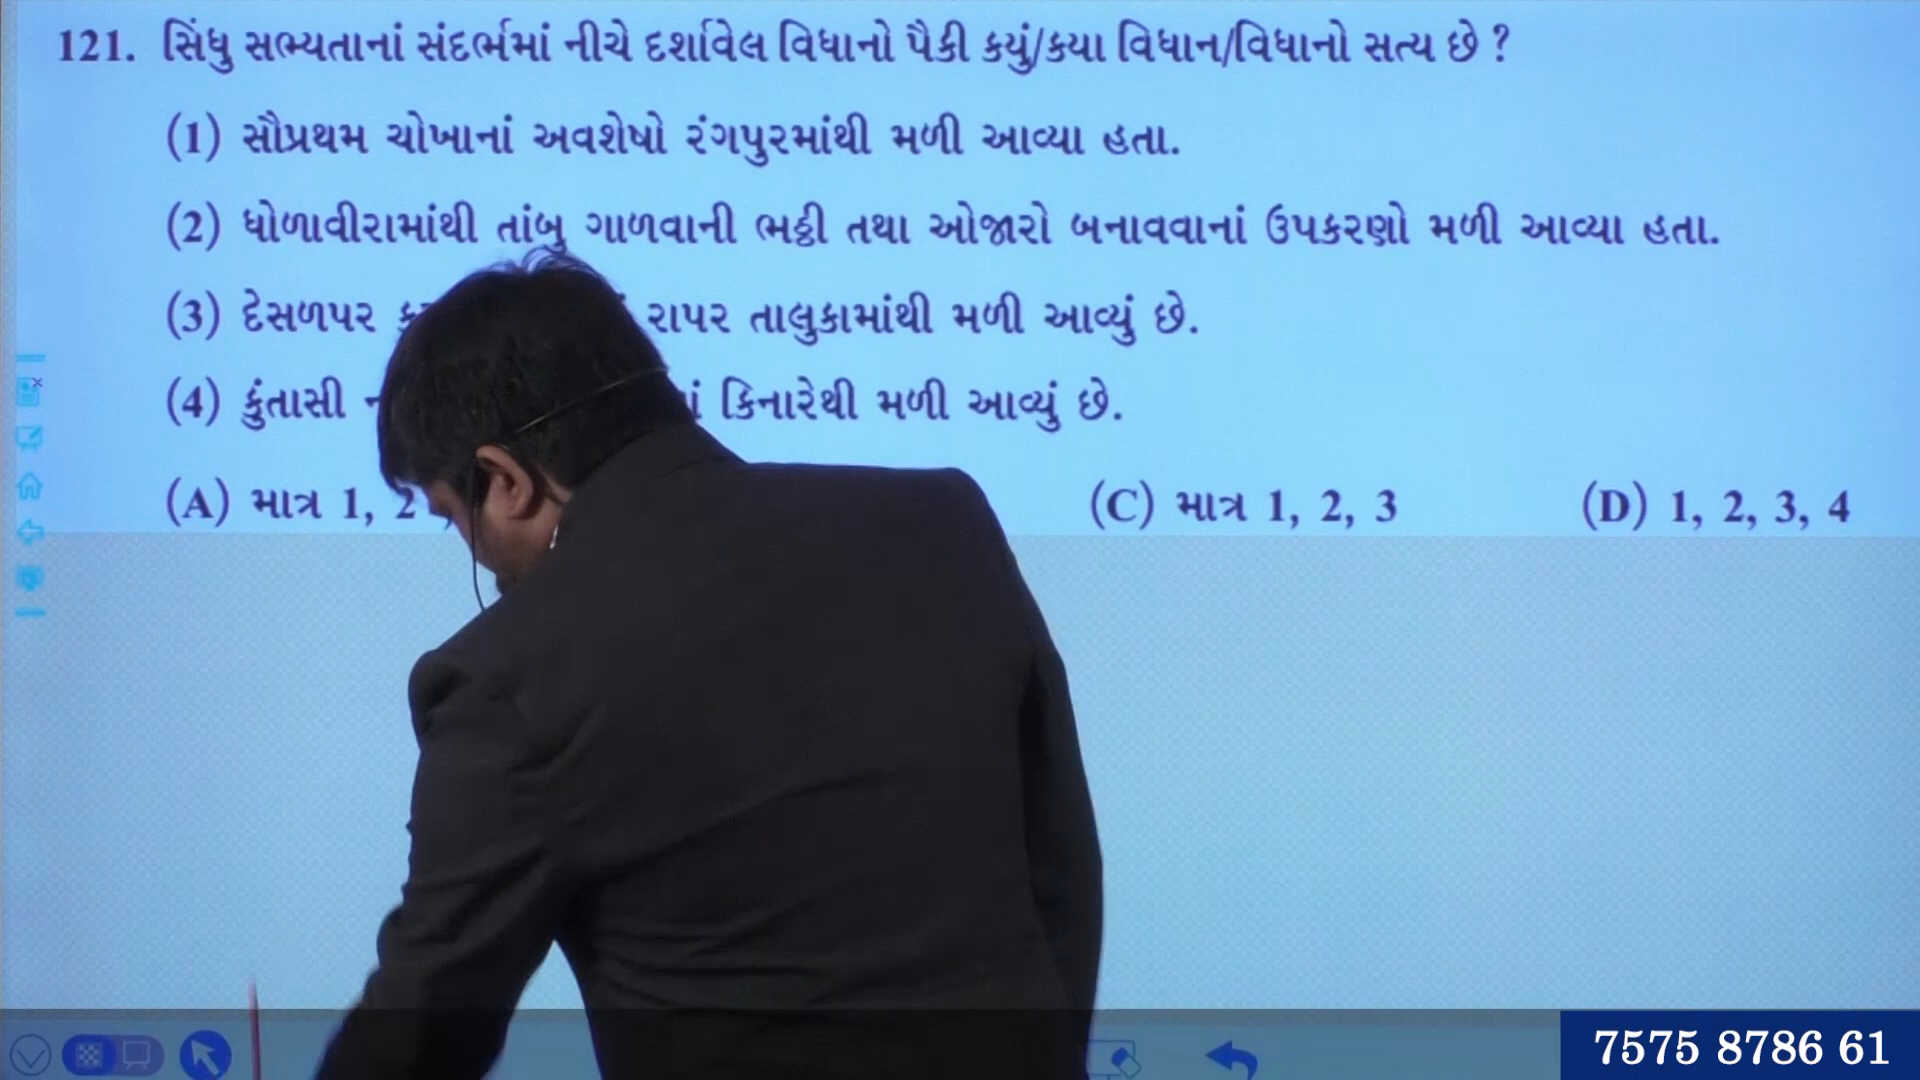 121. સિંધુ સભ્યતાનાં સંદર્ભમાં નીચે દર્શાવેલ વિધાનો પૈકી કયું/કયા વિધાન/વિધાનો સત્ય છે ?
(1) સૌપ્રથમ ચોખાનાં અવશેષો રંગપુરમાંથી મળી આવ્યા હતા.
(2) ધોળાવીરામાંથી તાંબુ ગાળવાની ભઠ્ઠી તથા ઓજારો બનાવવાનાં ઉપકરણો મળી આવ્યા હતા.
(3) દેસળપર રાપર તાલુકામાંથી મળી આવ્યું છે.
(4) કુંતાસી કિનારેથી મળી આવ્યું છે.
(A) માત્ર 1, 2 (C) માત્ર 1, 2, 3 (D) 1, 2, 3, 4
7575 8786 61